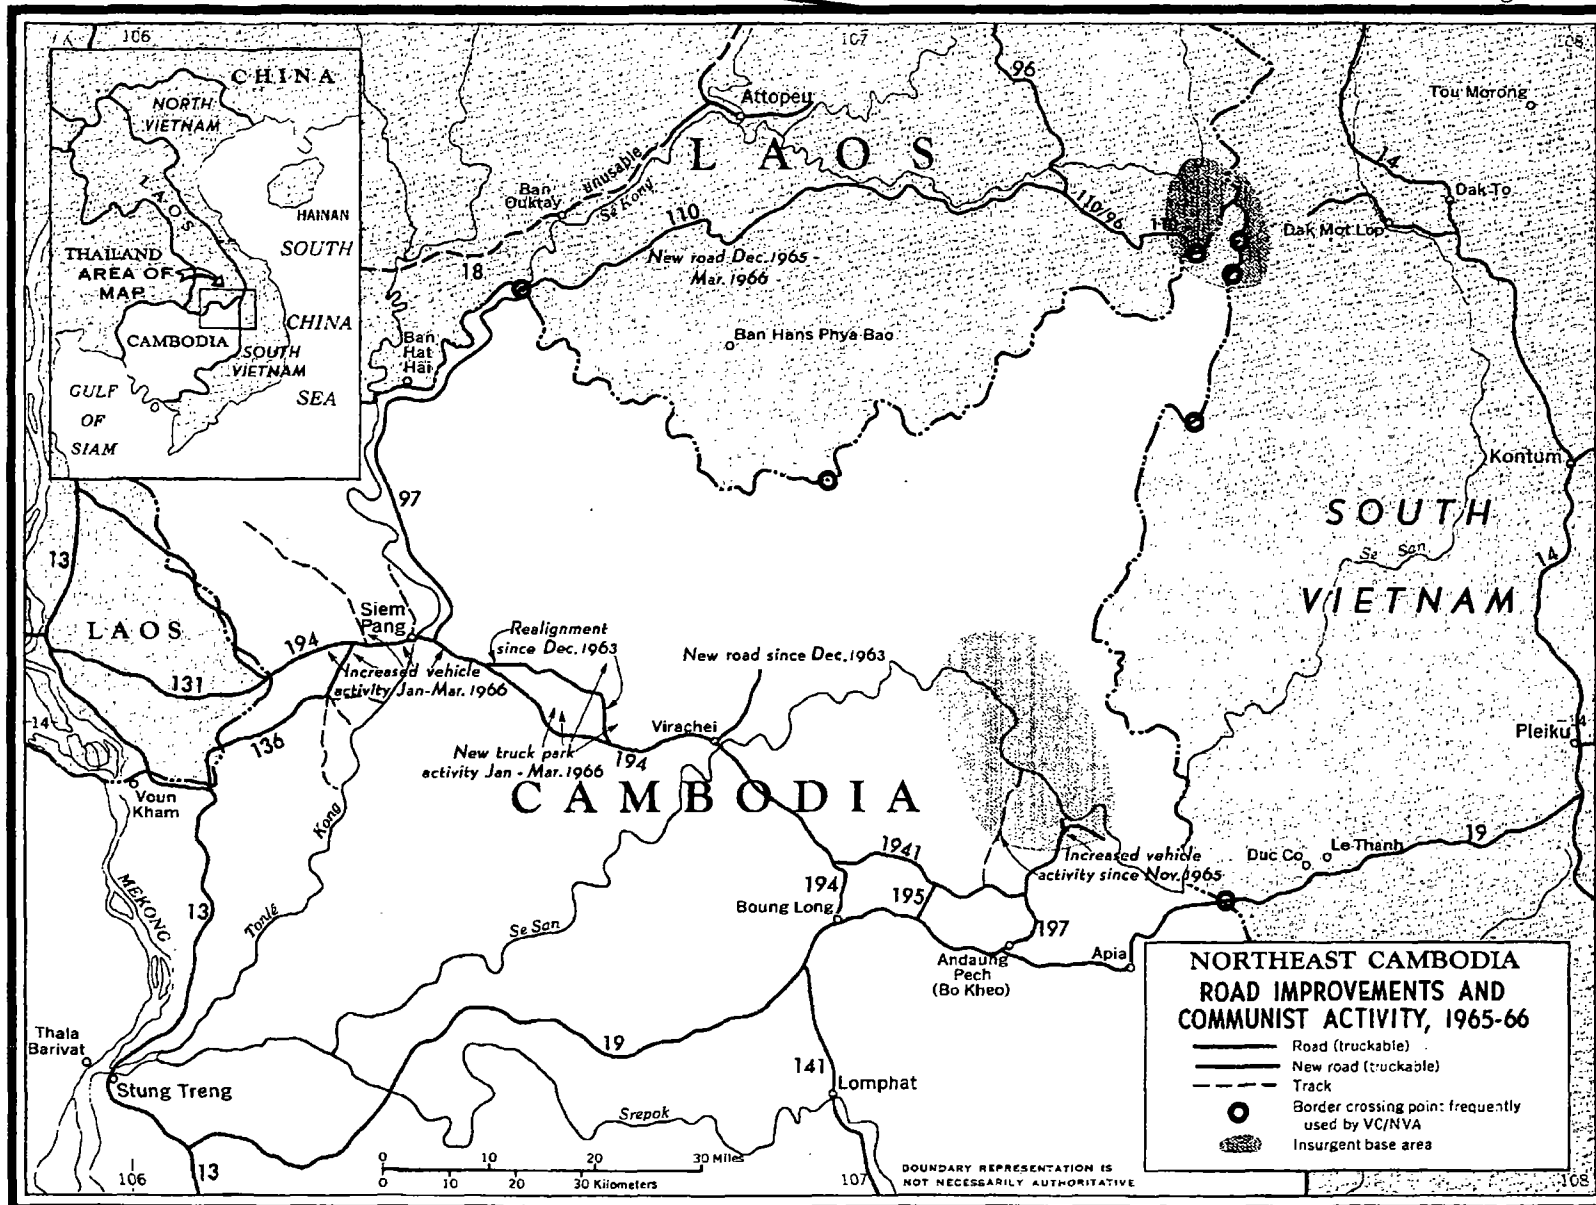 106
107
108
CHINA
NORTH
VIETNAM
LAOS
HAINAN
SOUTH
THAILAND
AREA OF
MAP
CHINA
CAMBODIA
SOUTH
VIETNAM
SEA
GULF
OF
SIAM
96
Attopeu
Tou Morong
LAOS
unusable
Ban
Ouktay
Se Kong
14
Dak To
110
110/96
110
Dak Mot Lop
18
New road Dec. 1965 -
Mar. 1966
Ban
Hat
Hai
Ban Hans Phya Bao
Kontum
97
SOUTH
13
Se San
14
VIETNAM
Siem
Pang
LAOS
194
Realignment
since Dec. 1963
New road since Dec. 1963
Increased vehicle
activity Jan-Mar. 1966
131
14
136
Virachei
New truck park
activity Jan - Mar. 1966
194
14
Pleiku
CAMBODIA
Voun
Kham
Kong
1941
Increased vehicle
activity since Nov. 1965
Duc Co
Le Thanh
19
MEKONG
13
Tonlé
194
195
Boung Long
197
Se San
Andaung
Pech
(Bo Kheo)
Apia
Thala
Barivat
19
141
Stung Treng
Lomphat
Srepok
13
NORTHEAST CAMBODIA
ROAD IMPROVEMENTS AND
COMMUNIST ACTIVITY, 1965-66
Road (truckable)
New road (truckable)
Track
Border crossing point frequently
used by VC/NVA
Insurgent base area
0 10 20 30 Miles
0 10 20 30 Kilometers
BOUNDARY REPRESENTATION IS
NOT NECESSARILY AUTHORITATIVE
106
107
108